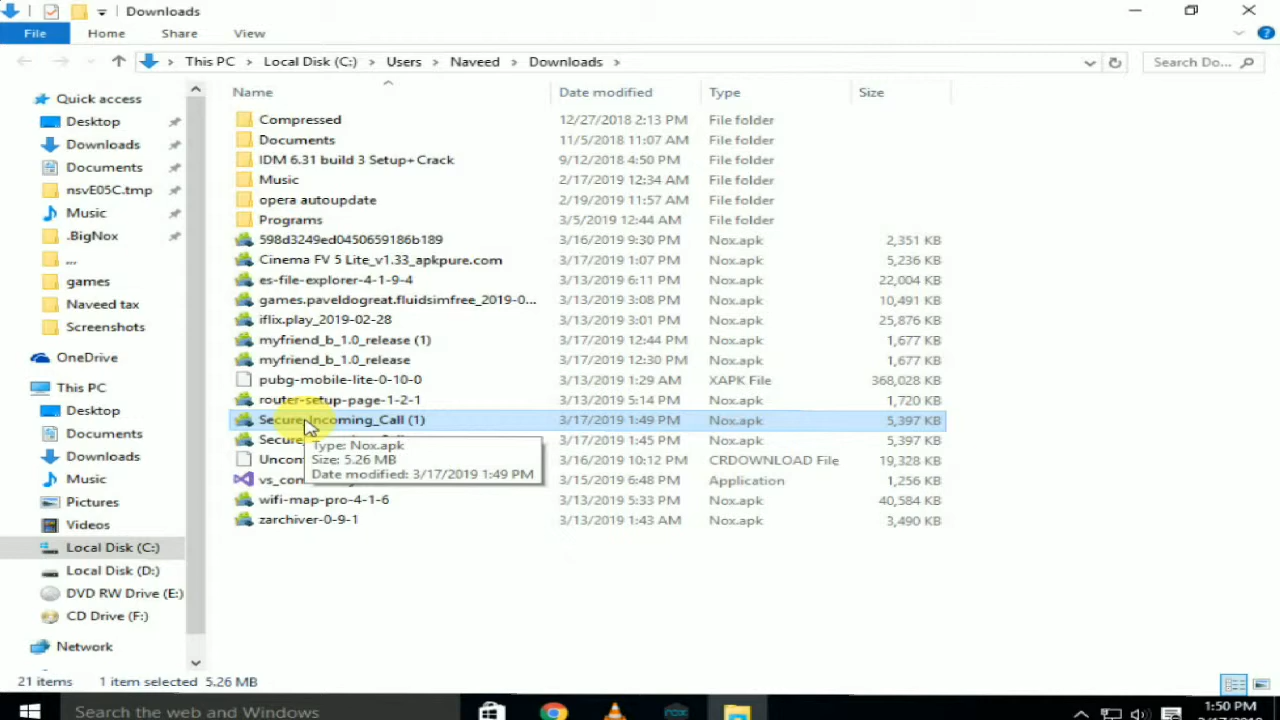 Downloads
File Home Share View
This PC > Local Disk (C:) > Users > Naveed > Downloads > Search Do...
Name Date modified Type Size
Quick access
Desktop
Downloads
Documents
nsvE05C.tmp
Music
.BigNox
...
games
Naveed tax
Screenshots
OneDrive
This PC
Desktop
Documents
Downloads
Music
Pictures
Videos
Local Disk (C:)
Local Disk (D:)
DVD RW Drive (E:)
CD Drive (F:)
Network
Compressed 12/27/2018 2:13 PM File folder
Documents 11/5/2018 11:07 AM File folder
IDM 6.31 build 3 Setup+Crack 9/12/2018 4:50 PM File folder
Music 2/17/2019 12:34 AM File folder
opera autoupdate 2/19/2019 11:57 AM File folder
Programs 3/5/2019 12:44 AM File folder
598d3249ed0450659186b189 3/16/2019 9:30 PM Nox.apk 2,351 KB
Cinema FV 5 Lite_v1.33_apkpure.com 3/17/2019 1:07 PM Nox.apk 5,236 KB
es-file-explorer-4-1-9-4 3/13/2019 6:11 PM Nox.apk 22,004 KB
games.paveldogreat.fluidsimfree_2019-0... 3/13/2019 3:08 PM Nox.apk 10,491 KB
iflix.play_2019-02-28 3/13/2019 3:01 PM Nox.apk 25,876 KB
myfriend_b_1.0_release (1) 3/17/2019 12:44 PM Nox.apk 1,677 KB
myfriend_b_1.0_release 3/17/2019 12:30 PM Nox.apk 1,677 KB
pubg-mobile-lite-0-10-0 3/13/2019 1:29 AM XAPK File 368,028 KB
router-setup-page-1-2-1 3/13/2019 5:14 PM Nox.apk 1,720 KB
Secure_Incoming_Call (1) 3/17/2019 1:49 PM Nox.apk 5,397 KB
Secure 3/17/2019 1:45 PM Nox.apk 5,397 KB
3/16/2019 10:12 PM CRDOWNLOAD File 19,328 KB
3/15/2019 6:48 PM Application 1,256 KB
wifi-map-pro-4-1-6 3/13/2019 5:33 PM Nox.apk 40,584 KB
zarchiver-0-9-1 3/13/2019 1:43 AM Nox.apk 3,490 KB
Type: Nox.apk
Size: 5.26 MB
Date modified: 3/17/2019 1:49 PM
21 items 1 item selected 5.26 MB
Search the web and Windows
1:50 PM